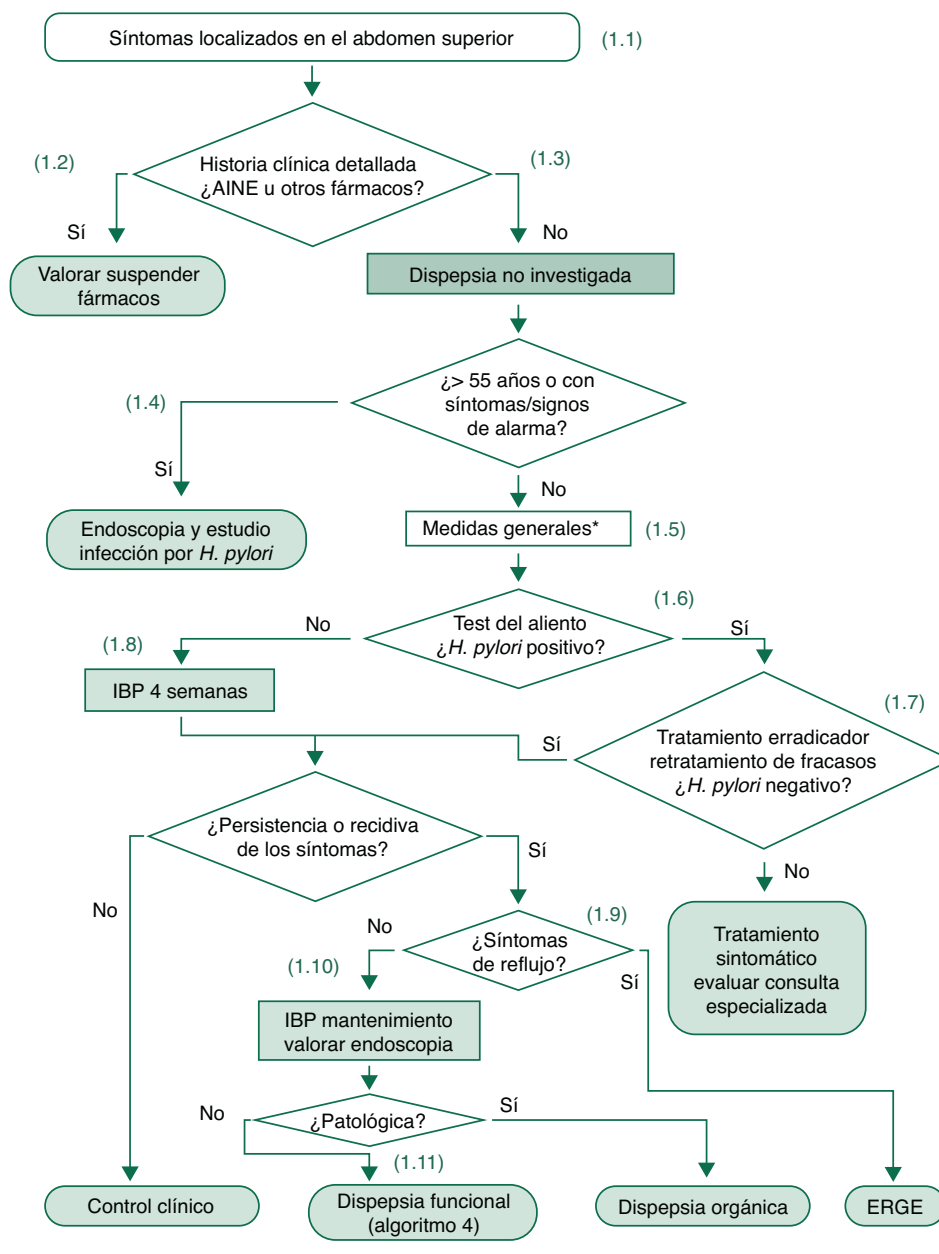 Síntomas localizados en el abdomen superior
(1.1)
(1.2)
Historia clínica detallada
¿AINE u otros fármacos?
(1.3)
Sí
No
Valorar suspender
fármacos
Dispepsia no investigada
¿> 55 años o con
síntomas/signos
de alarma?
(1.4)
Sí
No
Endoscopia y estudio
infección por H. pylori
Medidas generales*
(1.5)
(1.6)
Test del aliento
¿H. pylori positivo?
No
Sí
(1.8)
IBP 4 semanas
(1.7)
Tratamiento erradicador
retratamiento de fracasos
¿H. pylori negativo?
Sí
No
¿Persistencia o recidiva
de los síntomas?
Sí
No
Tratamiento
sintomático
evaluar consulta
especializada
(1.9)
¿Síntomas
de reflujo?
No
Sí
(1.10)
IBP mantenimiento
valorar endoscopia
¿Patológica?
No
Sí
(1.11)
Control clínico
Dispepsia funcional
(algoritmo 4)
Dispepsia orgánica
ERGE